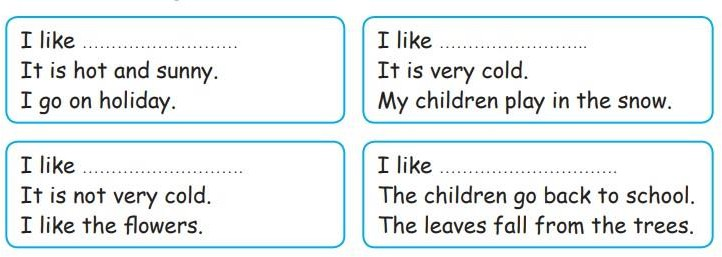 I like ...........................
It is hot and sunny.
I go on holiday.
I like .........................
It is very cold.
My children play in the snow.
I like ............................
It is not very cold.
I like the flowers.
I like ...............................
The children go back to school.
The leaves fall from the trees.